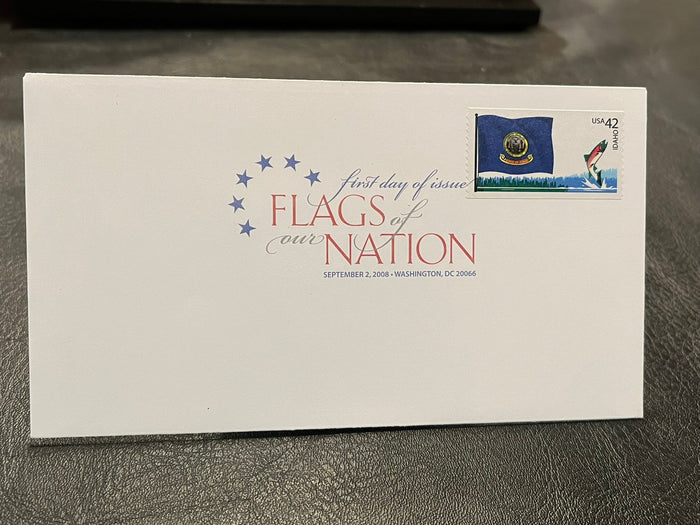 USA 42
IDAHO
first day of issue
FLAGS of
our NATION
SEPTEMBER 2, 2008 • WASHINGTON, DC 20066